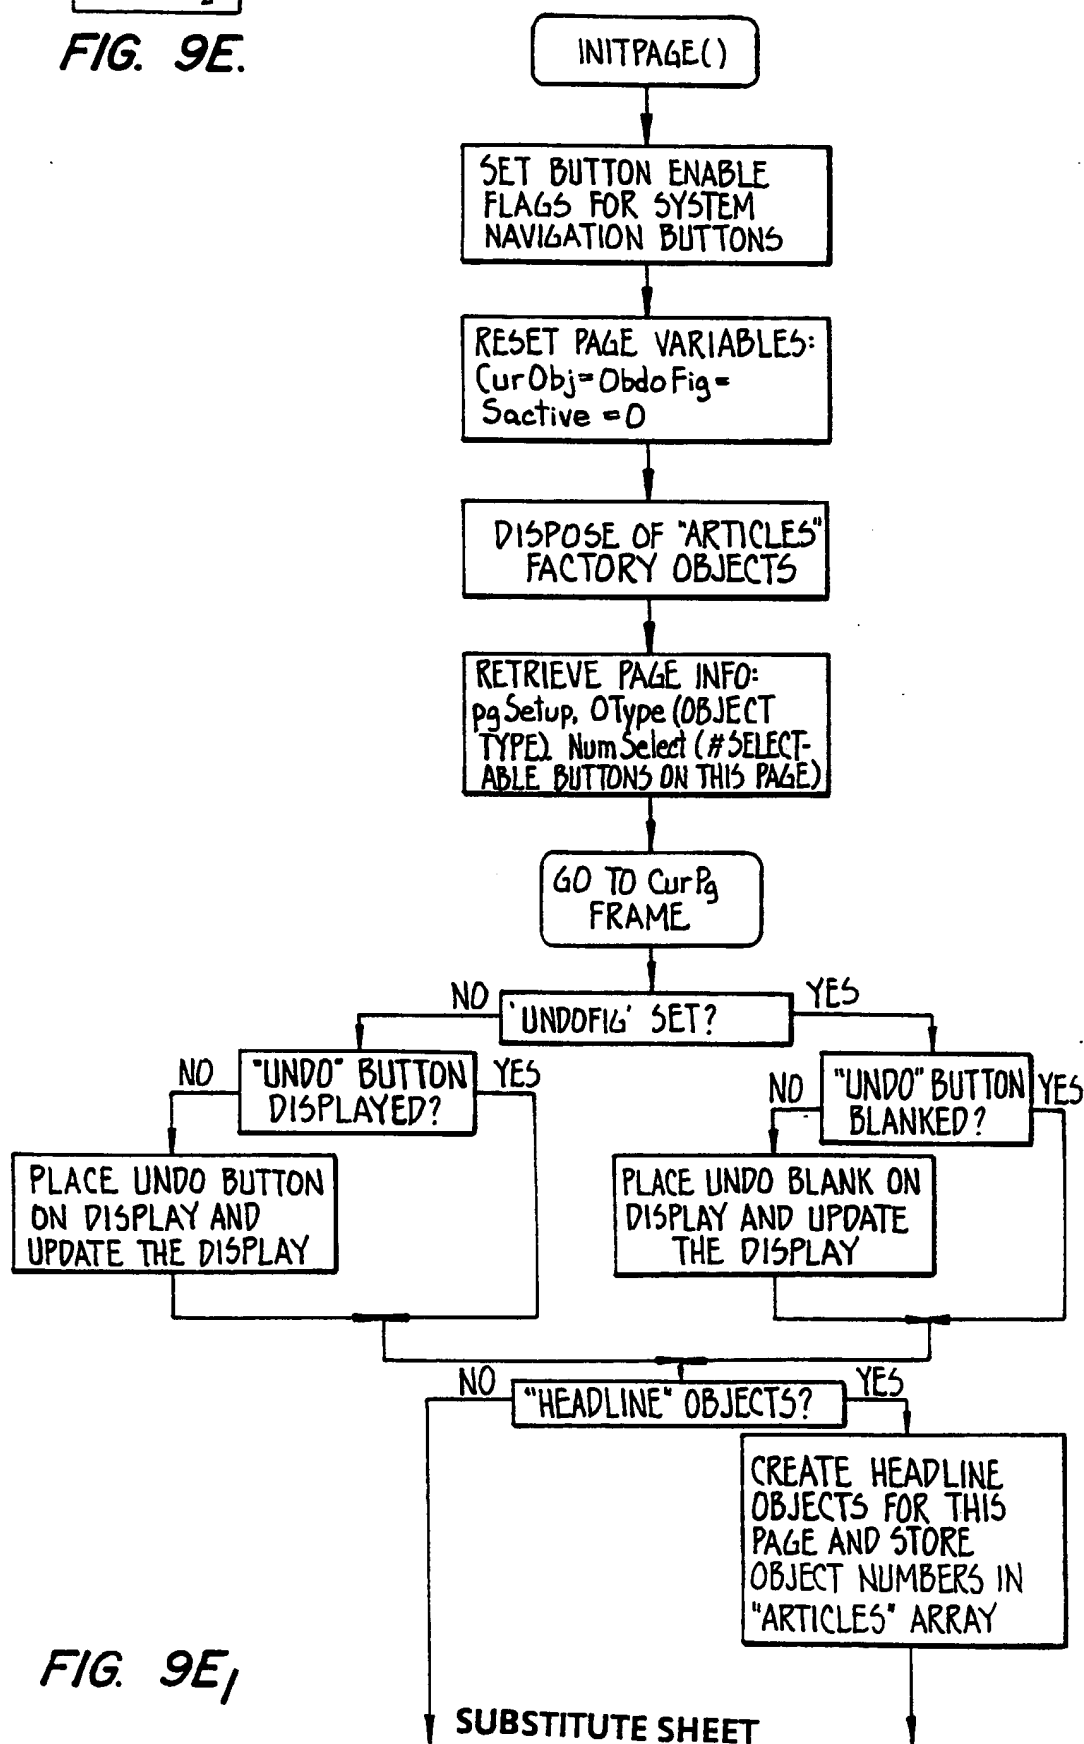 FIG. 9E.
INITPAGE()
SET BUTTON ENABLE
FLAGS FOR SYSTEM
NAVIGATION BUTTONS
RESET PAGE VARIABLES:
CurObj=ObdoFig=
Sactive=0
DISPOSE OF "ARTICLES"
FACTORY OBJECTS
RETRIEVE PAGE INFO:
pgSetup, OType (OBJECT
TYPE). NumSelect (#SELECT-
ABLE BUTTONS ON THIS PAGE)
GO TO CurPg
FRAME
NO
'UNDOFIG' SET?
YES
NO
"UNDO" BUTTON
DISPLAYED?
YES
NO
"UNDO" BUTTON
BLANKED?
YES
PLACE UNDO BUTTON
ON DISPLAY AND
UPDATE THE DISPLAY
PLACE UNDO BLANK ON
DISPLAY AND UPDATE
THE DISPLAY
NO
"HEADLINE" OBJECTS?
YES
CREATE HEADLINE
OBJECTS FOR THIS
PAGE AND STORE
OBJECT NUMBERS IN
"ARTICLES" ARRAY
FIG. 9E1
SUBSTITUTE SHEET